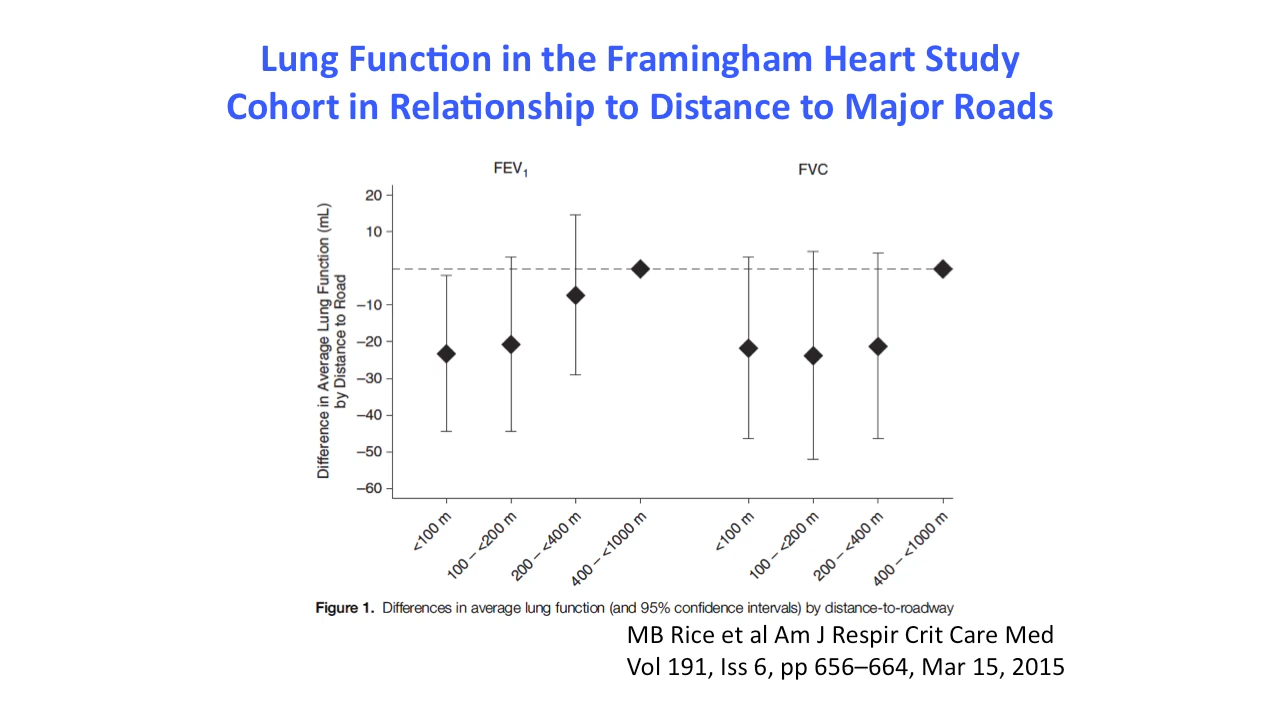 Lung Function in the Framingham Heart Study
Cohort in Relationship to Distance to Major Roads
FEV1
FVC
Difference in Average Lung Function (mL)
by Distance to Road
20
10
–10
–20
–30
–40
–50
–60
<100 m
100 – <200 m
200 – <400 m
400 – <1000 m
<100 m
100 – <200 m
200 – <400 m
400 – <1000 m
Figure 1. Differences in average lung function (and 95% confidence intervals) by distance-to-roadway
MB Rice et al Am J Respir Crit Care Med
Vol 191, Iss 6, pp 656–664, Mar 15, 2015